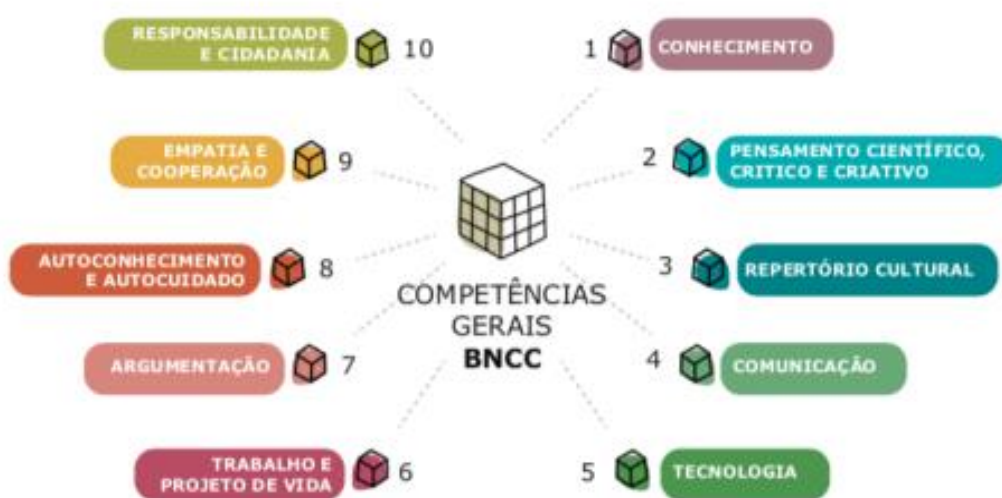 COMPETÊNCIAS
GERAIS
BNCC
1
CONHECIMENTO
2
PENSAMENTO CIENTÍFICO,
CRITICO E CRIATIVO
3
REPERTÓRIO CULTURAL
4
COMUNICAÇÃO
5
TECNOLOGIA
6
TRABALHO E
PROJETO DE VIDA
7
ARGUMENTAÇÃO
8
AUTOCONHECIMENTO
E AUTOCUIDADO
9
EMPATIA E
COOPERAÇÃO
10
RESPONSABILIDADE
E CIDADANIA